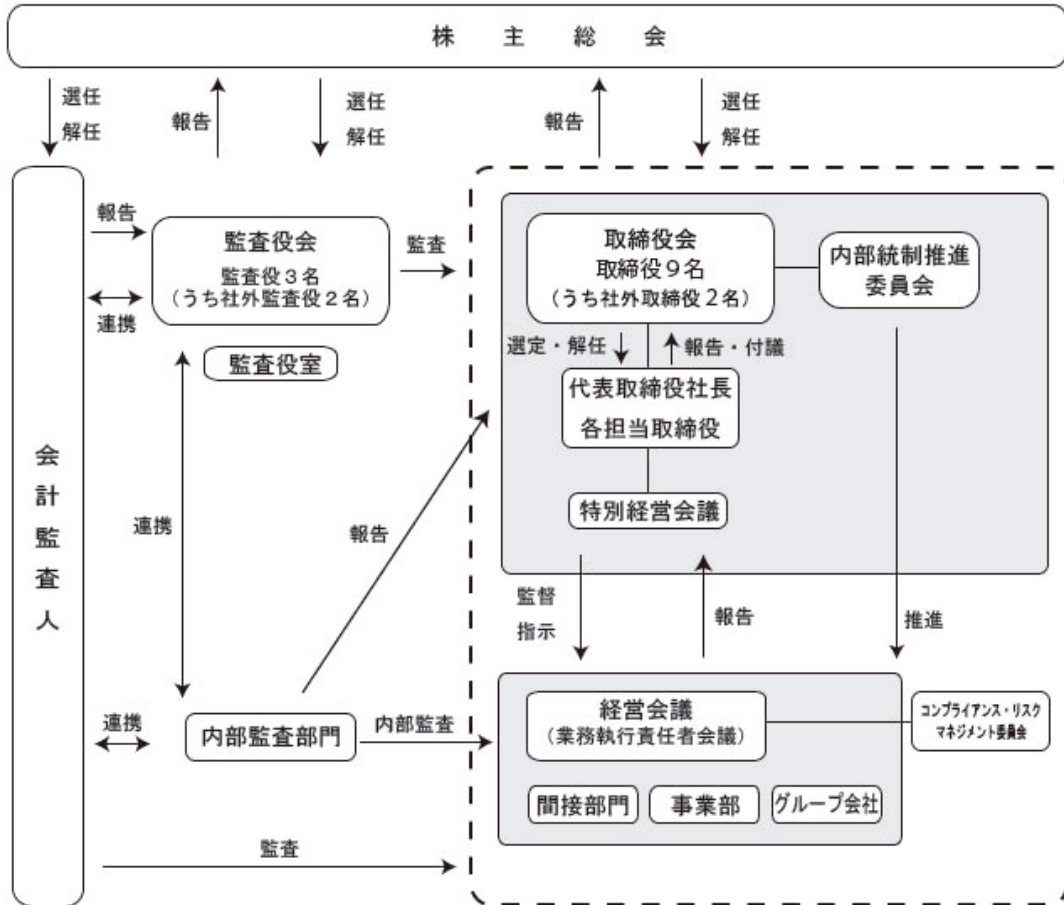 株主総会
選任
解任
報告
選任
解任
報告
選任
解任
報告
監査役会
監査役3名
（うち社外監査役2名）
監査
連携
監査役室
取締役会
取締役9名
（うち社外取締役2名）
内部統制推進
委員会
選定・解任
報告・付議
代表取締役社長
各担当取締役
特別経営会議
会計監査人
連携
報告
監督
指示
報告
推進
連携
内部監査部門
内部監査
経営会議
（業務執行責任者会議）
コンプライアンス・リスク
マネジメント委員会
間接部門
事業部
グループ会社
監査